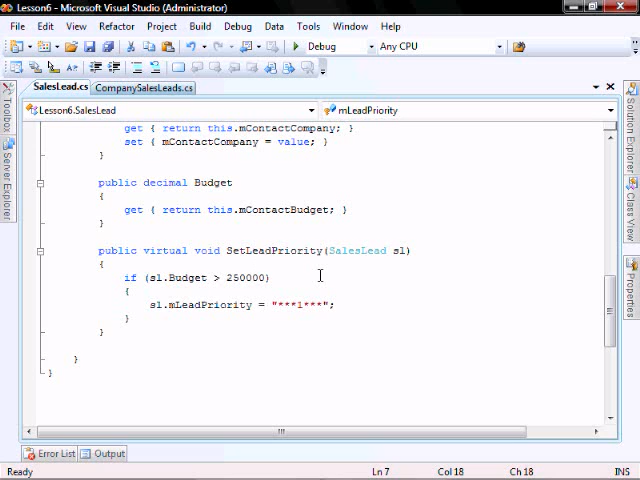 Lesson6 - Microsoft Visual Studio (Administrator)
File Edit View Refactor Project Build Debug Data Tools Window Help
Debug Any CPU
SalesLead.cs CompanySalesLeads.cs
Lesson6.SalesLead mLeadPriority
get { return this.mContactCompany; }
set { mContactCompany = value; }
}
public decimal Budget
{
get { return this.mContactBudget; }
}
public virtual void SetLeadPriority(SalesLead sl)
{
if (sl.Budget > 250000)
{
sl.mLeadPriority = "***1***";
}
}
}
}
Toolbox
Server Explorer
Solution Explorer
Class View
Properties
Error List Output
Ready Ln 7 Col 18 Ch 18 INS